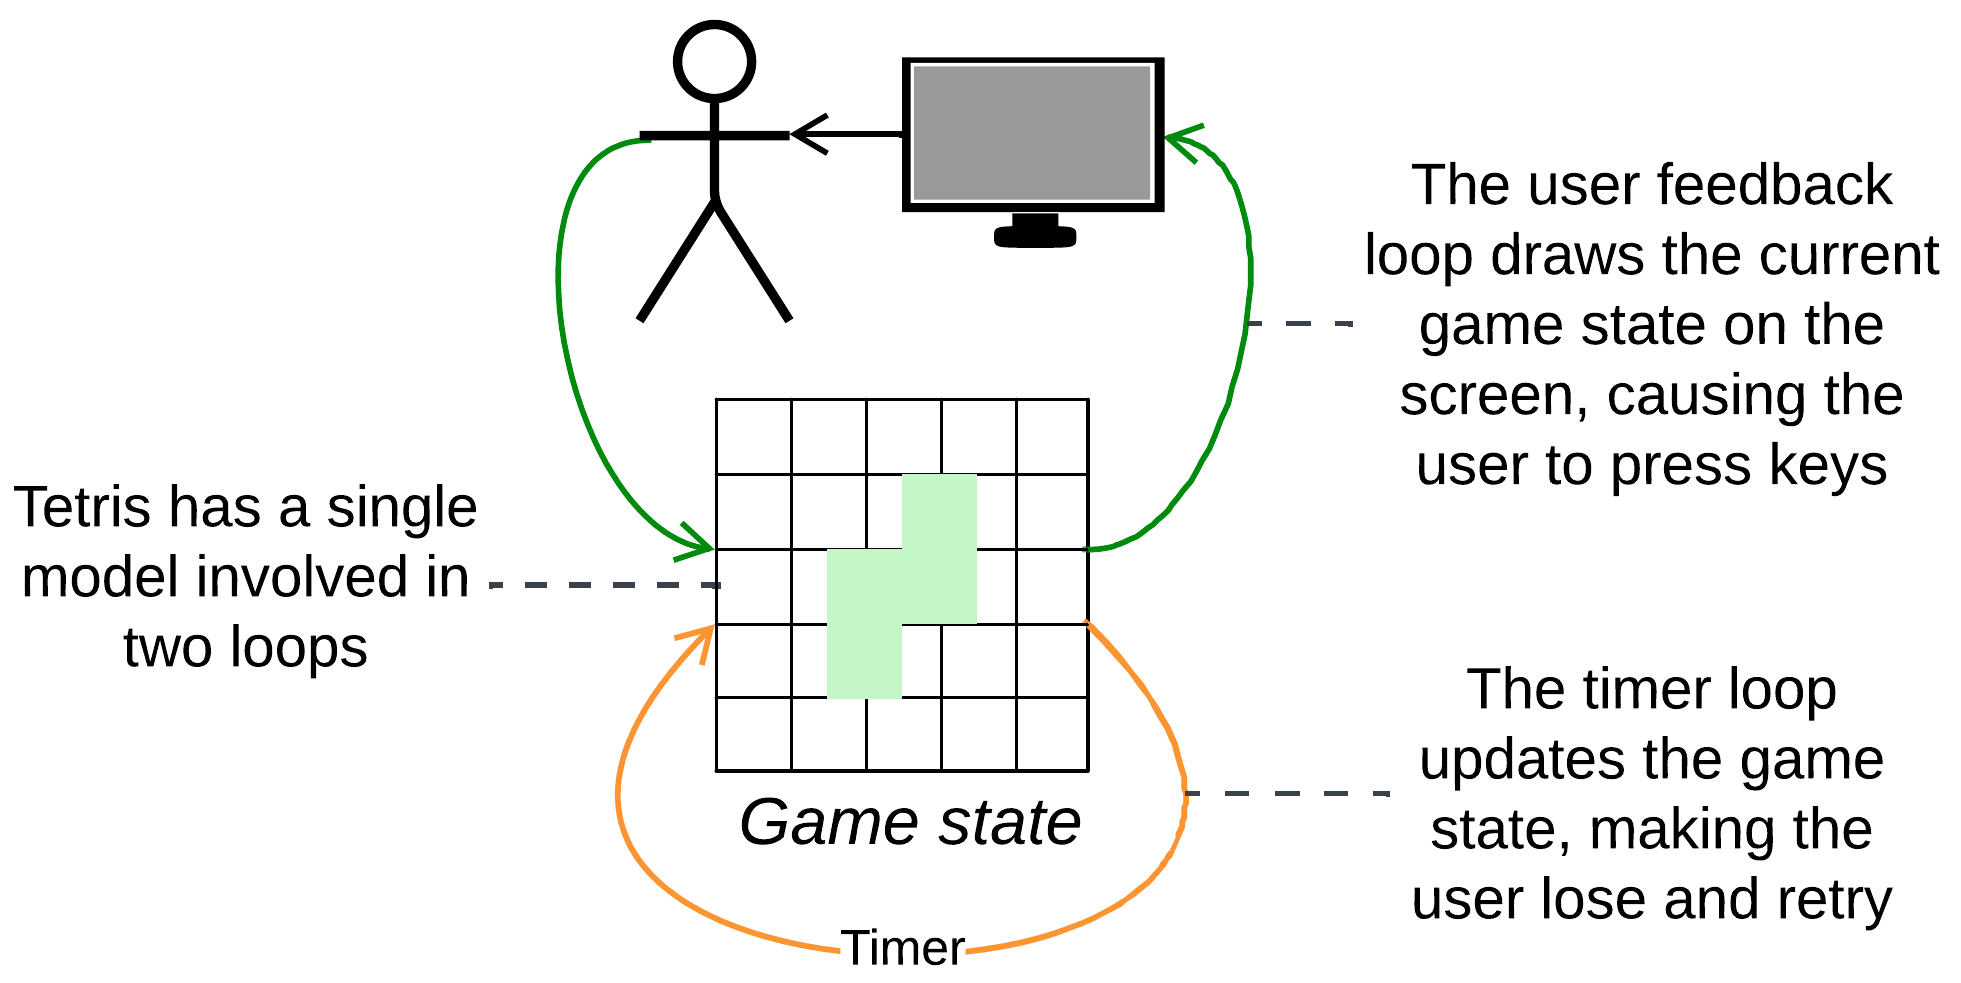 The user feedback
loop draws the current
game state on the
screen, causing the
user to press keys
Tetris has a single
model involved in
two loops
The timer loop
updates the game
state, making the
user lose and retry
Game state
Timer